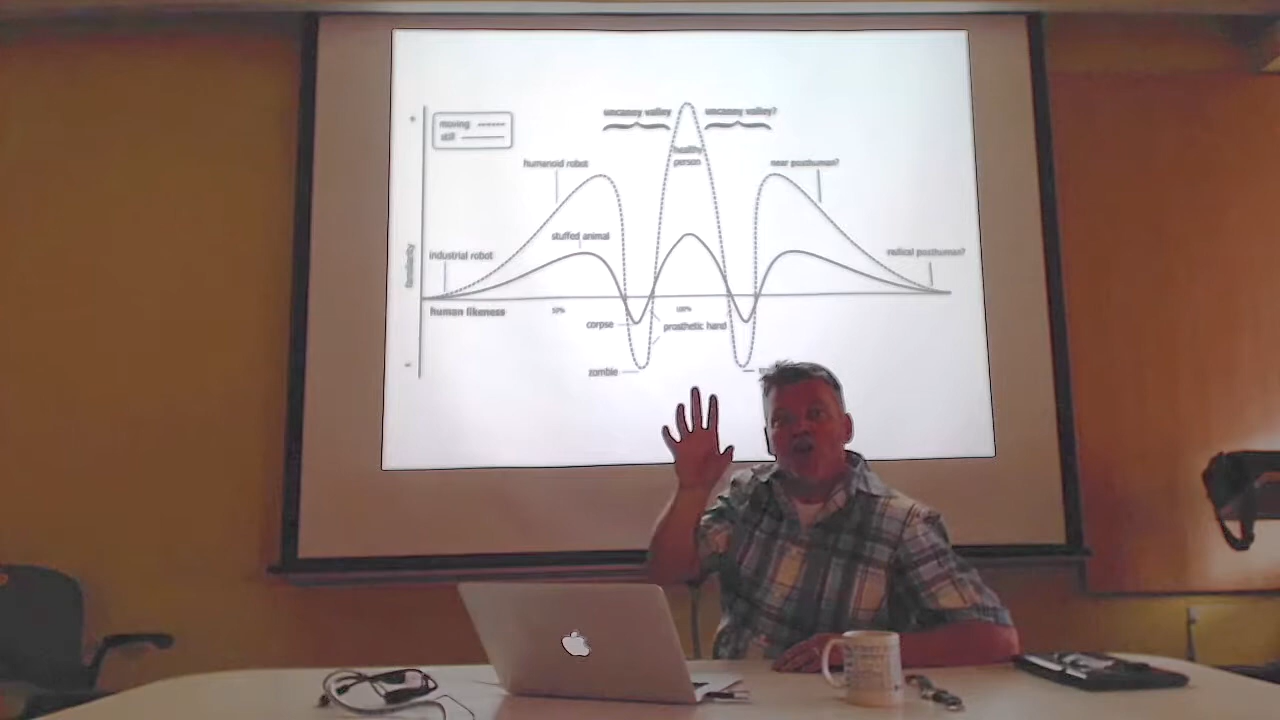 uncanny valley
uncanny valley?
moving
still
healthy
person
humanoid robot
near posthuman?
stuffed animal
industrial robot
radical posthuman?
familiarity
human likeness
50%
100%
corpse
prosthetic hand
zombie
+